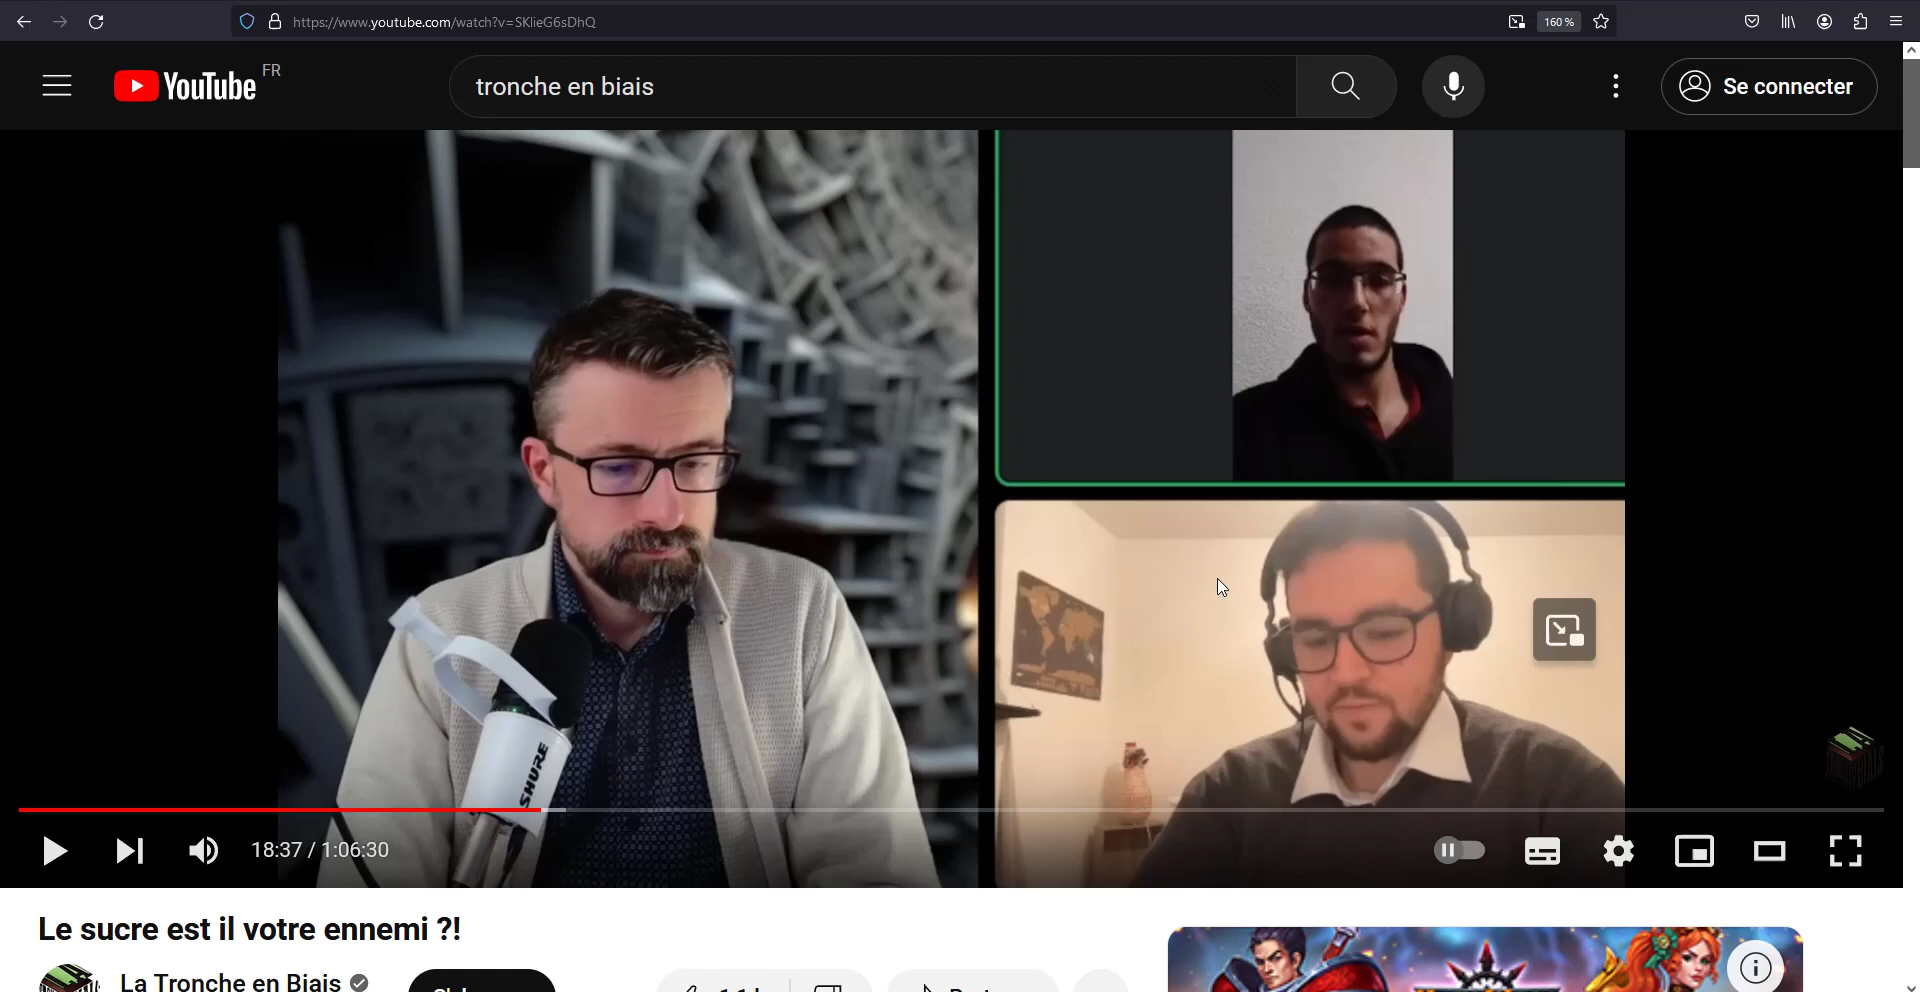 https://www.youtube.com/watch?v=SKlieG6sDhQ
160 %
YouTube FR
tronche en biais
Se connecter
SHURE
18:37 / 1:06:30
Le sucre est il votre ennemi ?!
La Tronche en Biais